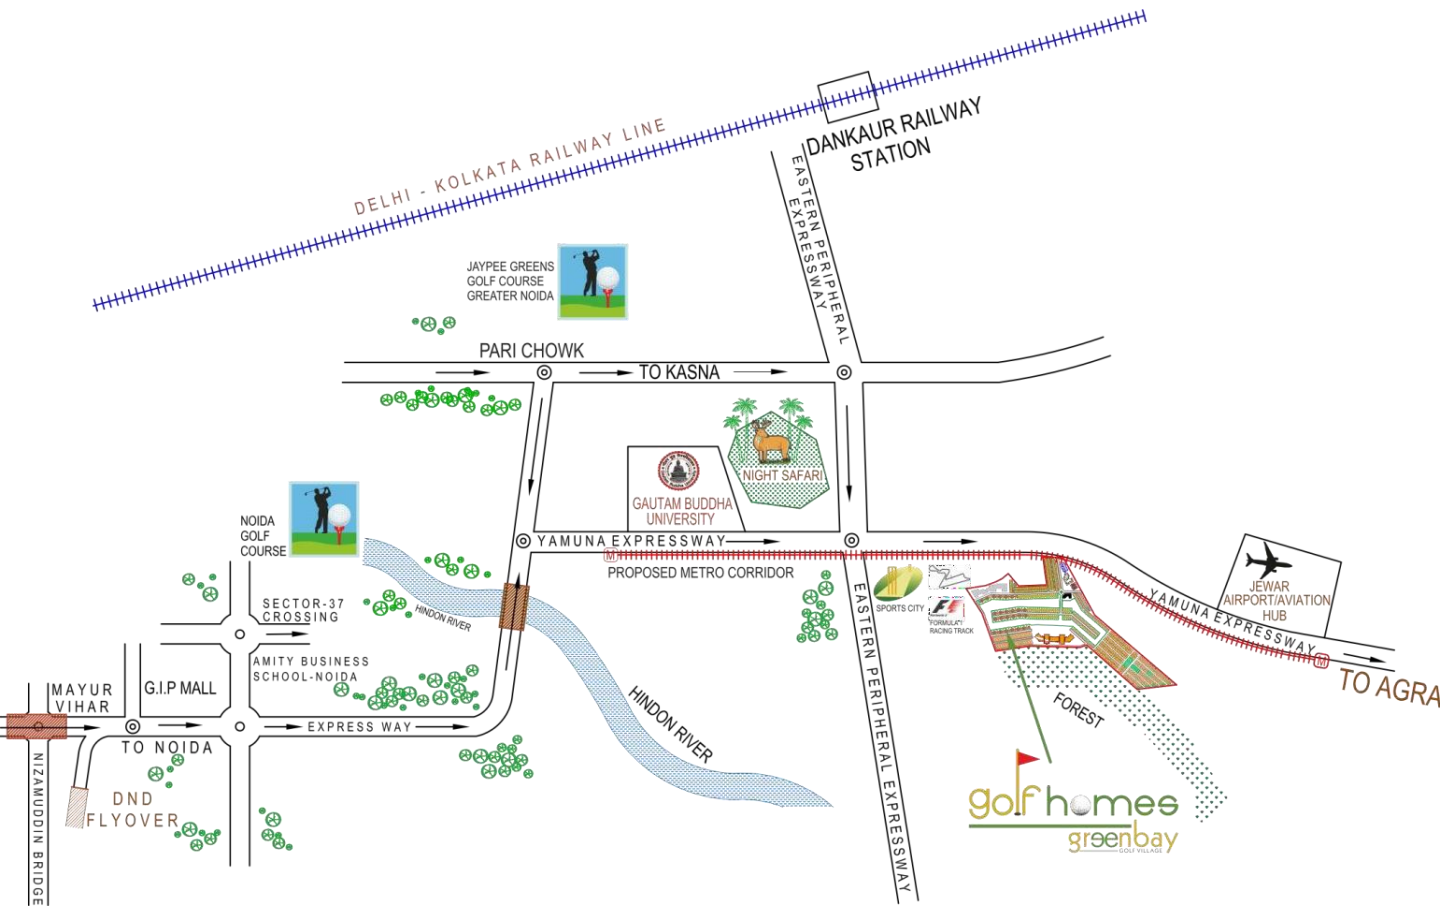 DELHI - KOLKATA RAILWAY LINE
DANKAUR RAILWAY
STATION
EASTERN PERIPHERAL
EXPRESSWAY
JAYPEE GREENS
GOLF COURSE
GREATER NOIDA
PARI CHOWK
TO KASNA
NIGHT SAFARI
GAUTAM BUDDHA
UNIVERSITY
NOIDA
GOLF
COURSE
YAMUNA EXPRESSWAY
M
PROPOSED METRO CORRIDOR
SPORTS CITY
F1
FORMULA"1
RACING TRACK
JEWAR
AIRPORT/AVIATION
HUB
YAMUNA EXPRESSWAY
M
TO AGRA
HINDON RIVER
SECTOR-37
CROSSING
AMITY BUSINESS
SCHOOL-NOIDA
G.I.P MALL
MAYUR
VIHAR
EXPRESS WAY
TO NOIDA
HINDON RIVER
EASTERN PERIPHERAL EXPRESSWAY
FOREST
NIZAMUDDIN BRIDGE
DND
FLYOVER
golf homes
greenbay
GOLF VILLAGE